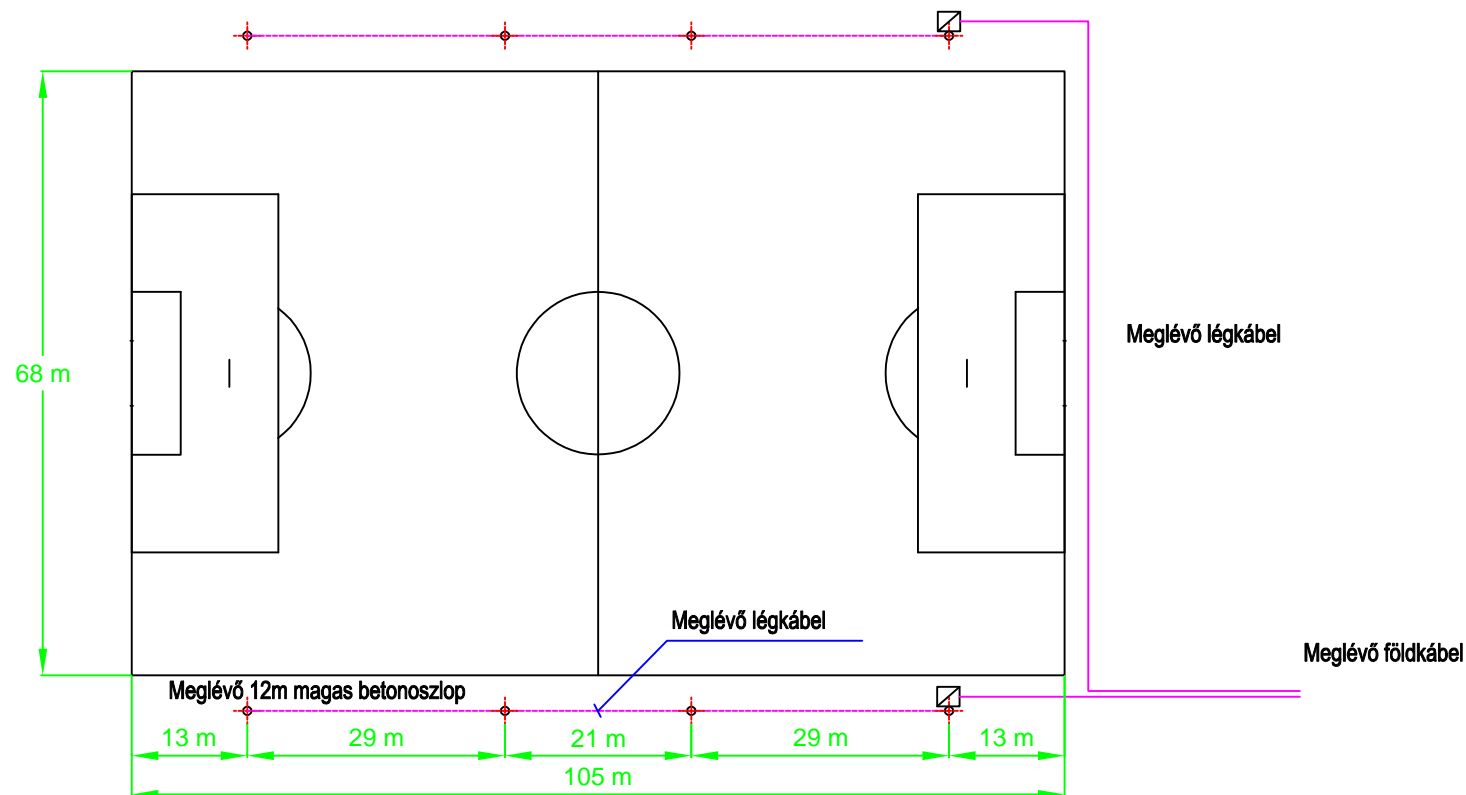 Meglévő légkábel
68 m
Meglévő légkábel
Meglévő földkábel
Meglévő 12m magas betonoszlop
13 m
29 m
21 m
29 m
13 m
105 m